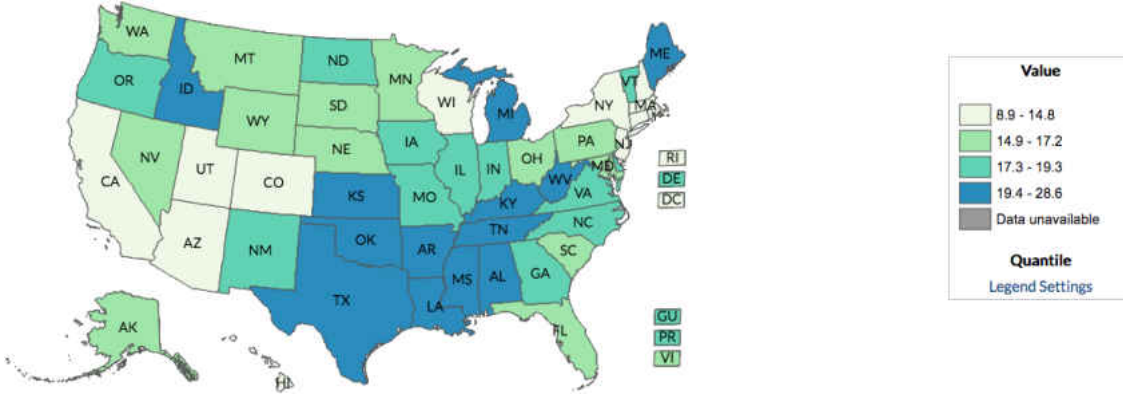 WA
MT
ND
MN
ME
OR
ID
SD
WI
MI
NY
VT
MA
WY
IA
PA
NJ
NV
UT
NE
IL
IN
OH
MD
CA
CO
KS
MO
WV
VA
KY
AZ
NM
OK
AR
TN
NC
SC
TX
LA
MS
AL
GA
AK
HI
FL
RI
DE
DC
GU
PR
VI
Value
8.9 - 14.8
14.9 - 17.2
17.3 - 19.3
19.4 - 28.6
Data unavailable
Quantile
Legend Settings